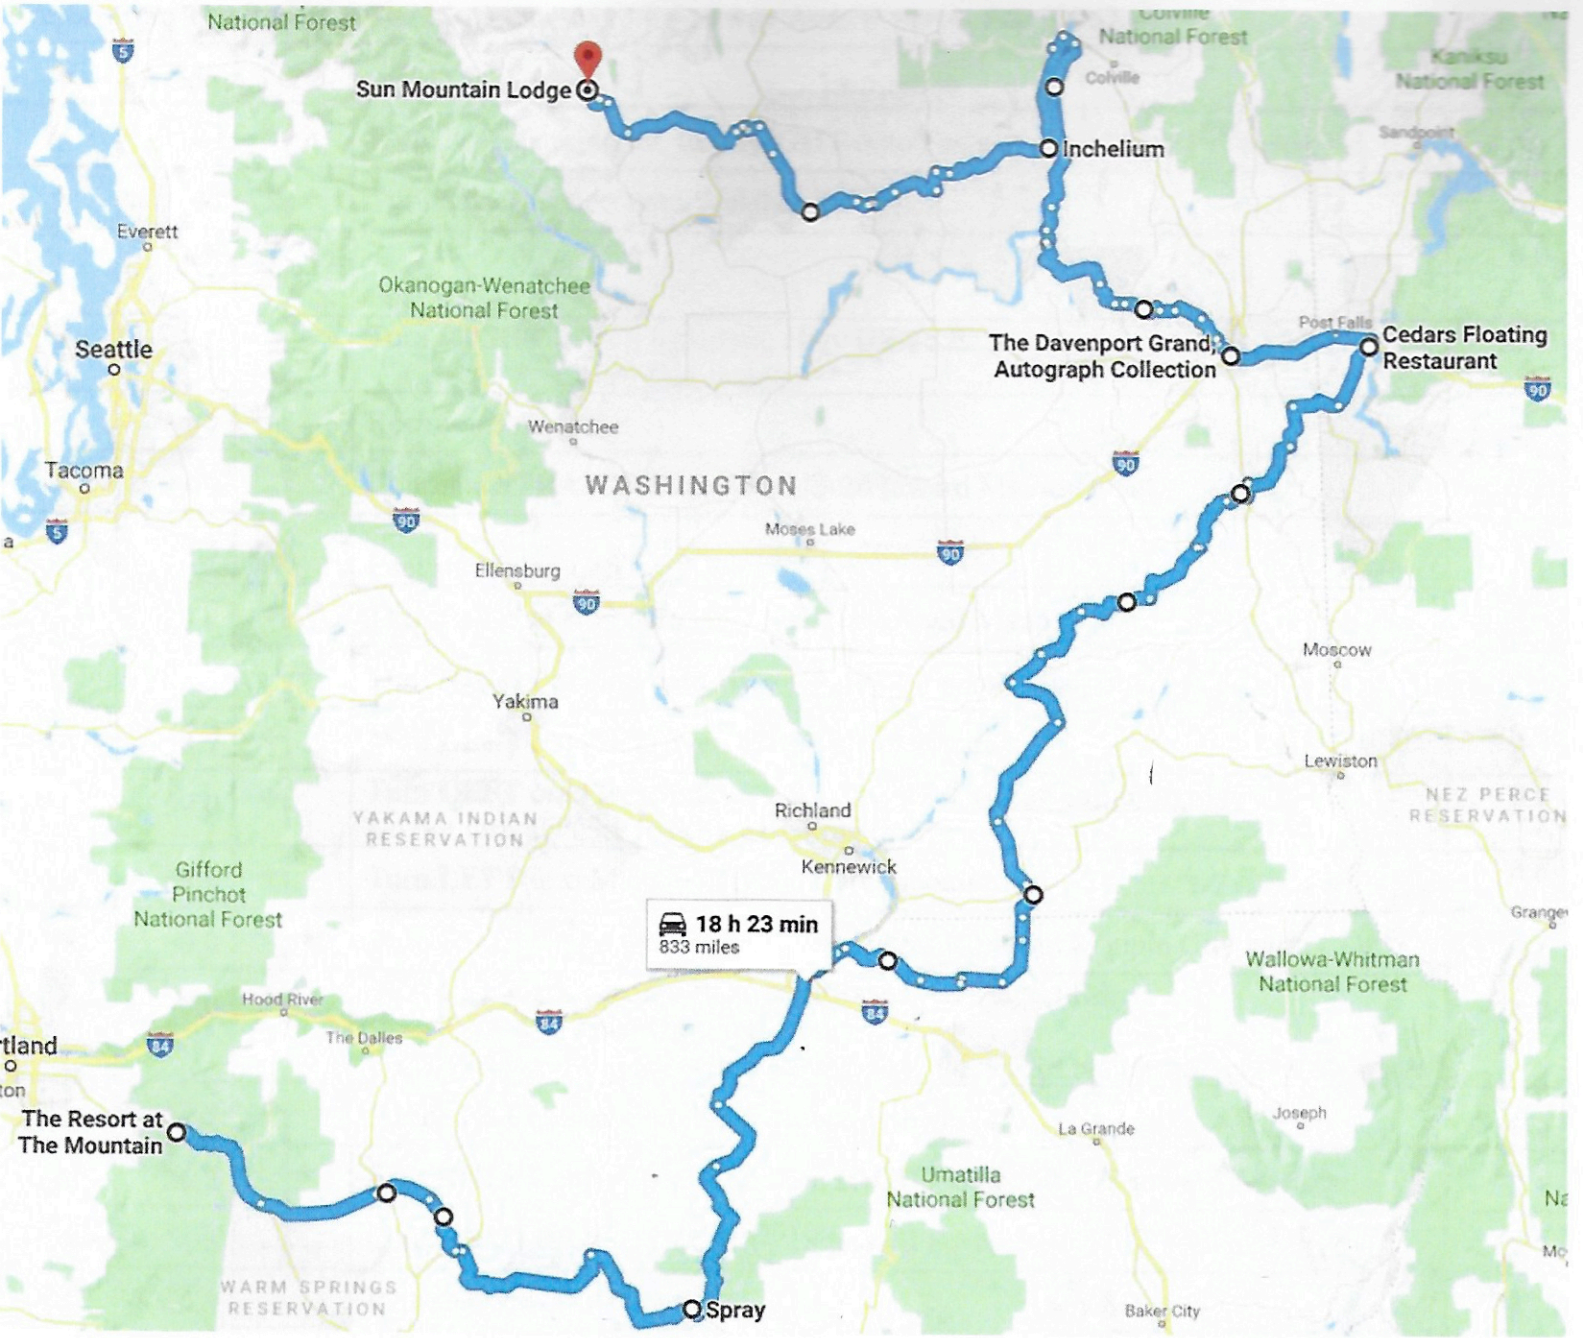 National Forest
Colville
National Forest
Colville
Kaniksu
National Forest
5
Sun Mountain Lodge
Sandpoint
Inchelium
Everett
Okanogan-Wenatchee
National Forest
Seattle
Post Falls
The Davenport Grand,
Autograph Collection
Cedars Floating
Restaurant
90
Wenatchee
Tacoma
WASHINGTON
90
5
90
a
Moses Lake
90
Ellensburg
90
Moscow
Yakima
Lewiston
YAKAMA INDIAN
RESERVATION
Richland
NEZ PERCE
RESERVATION
Kennewick
Gifford
Pinchot
National Forest
18 h 23 min
833 miles
Grange
Wallowa-Whitman
National Forest
Hood River
84
84
The Dalles
84
rtland
ton
The Resort at
The Mountain
La Grande
Joseph
Umatilla
National Forest
Na
Mc
WARM SPRINGS
RESERVATION
Spray
Baker City